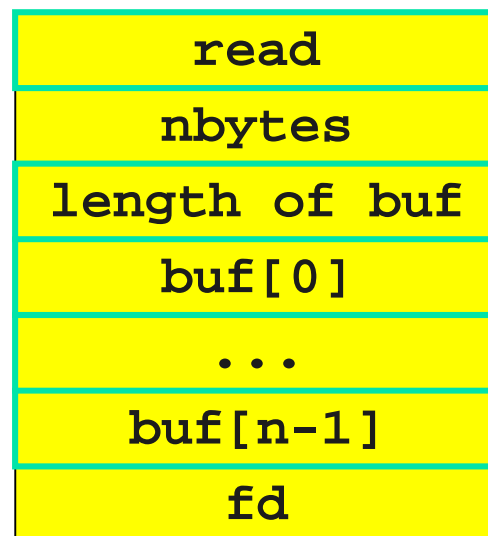 read
nbytes
length of buf
buf[0]
...
buf[n-1]
fd